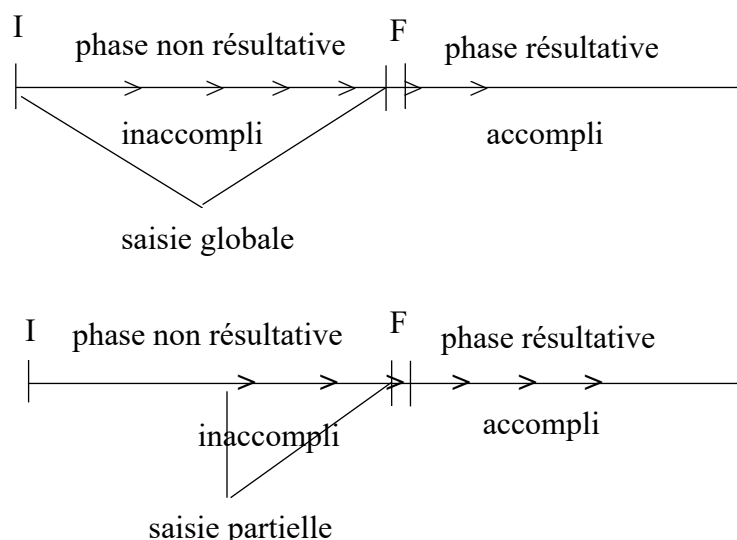 I
phase non résultative
F
phase résultative
inaccompli
accompli
saisie globale
I
phase non résultative
F
phase résultative
inaccompli
accompli
saisie partielle